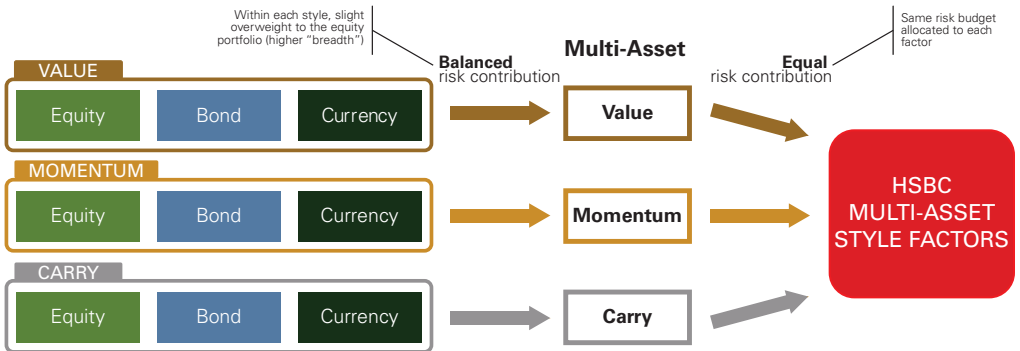 Within each style, slight
overweight to the equity
portfolio (higher “breadth”)
Same risk budget
allocated to each
factor
Multi-Asset
Balanced
risk contribution
Equal
risk contribution
VALUE
Equity
Bond
Currency
Value
MOMENTUM
Equity
Bond
Currency
Momentum
HSBC
MULTI-ASSET
STYLE FACTORS
CARRY
Equity
Bond
Currency
Carry